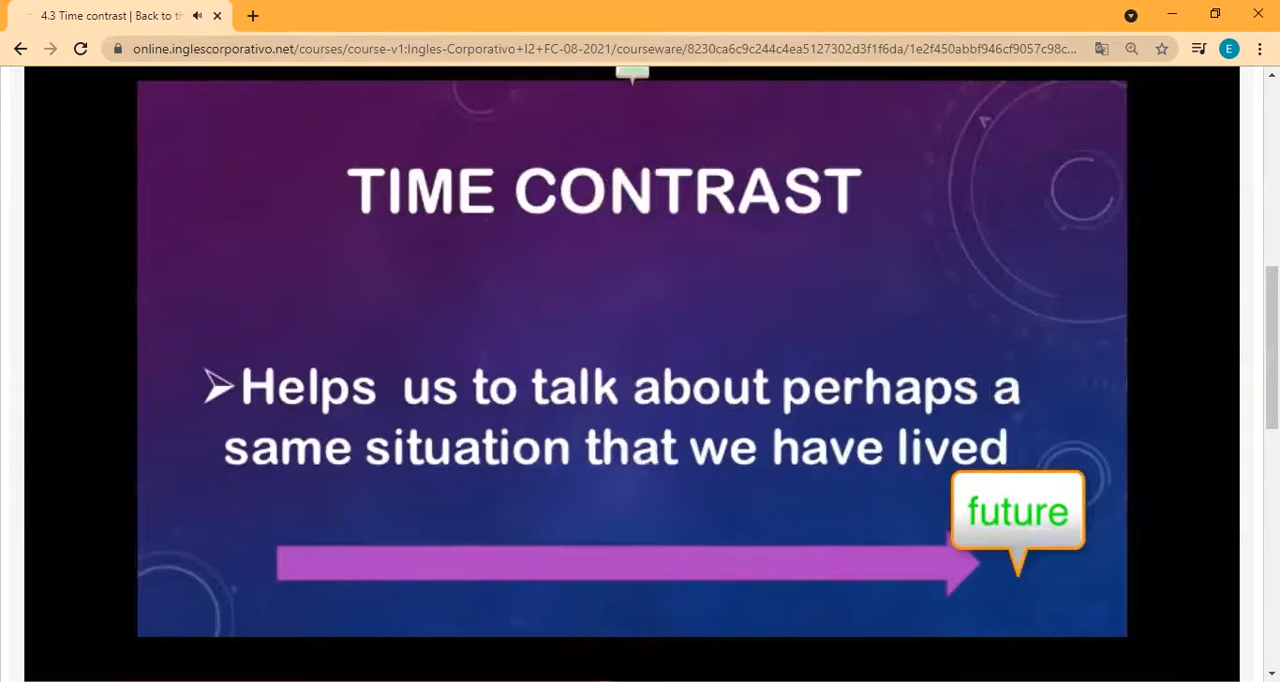 4.3 Time contrast | Back to th
online.inglescorporativo.net/courses/course-v1:Ingles-Corporativo+I2+FC-08-2021/courseware/8230ca6c9c244c4ea5127302d3f1f6da/1e2f450abbf946cf9057c98c...
E
TIME CONTRAST
➢Helps us to talk about perhaps a
same situation that we have lived
future